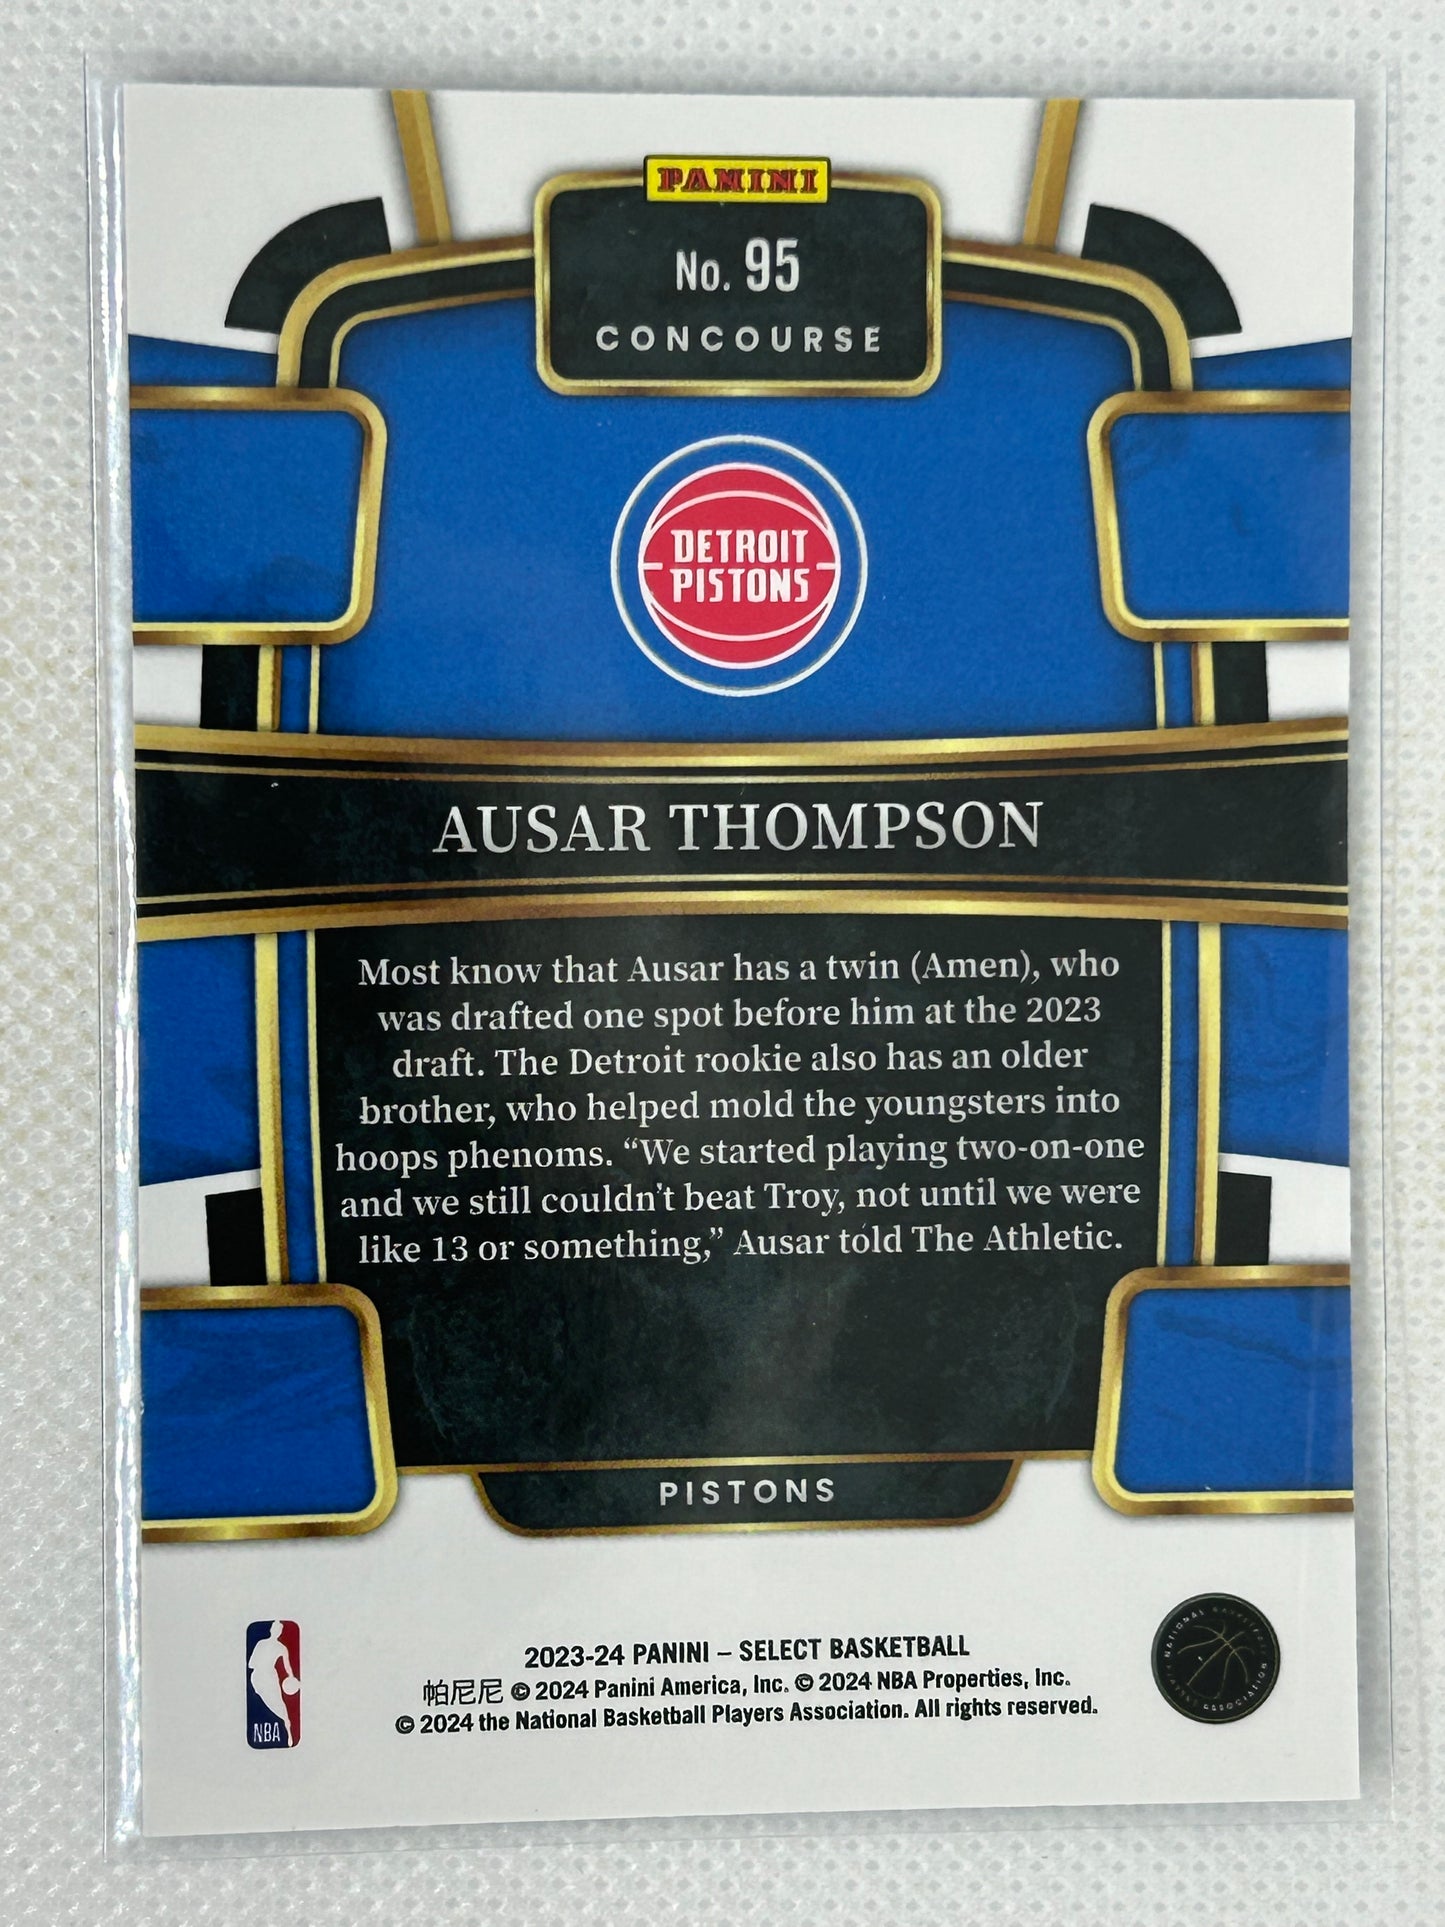 PANINI
No. 95
CONCOURSE
DETROIT
PISTONS
AUSAR THOMPSON
Most know that Ausar has a twin (Amen), who
was drafted one spot before him at the 2023
draft. The Detroit rookie also has an older
brother, who helped mold the youngsters into
hoops phenoms. “We started playing two-on-one
and we still couldn't beat Troy, not until we were
like 13 or something,” Ausar told The Athletic.
PISTONS
2023-24 PANINI – SELECT BASKETBALL
帕尼尼 © 2024 Panini America, Inc. © 2024 NBA Properties, Inc.
© 2024 the National Basketball Players Association. All rights reserved.
NBA
NATIONAL BASKETBALL PLAYERS ASSOCIATION